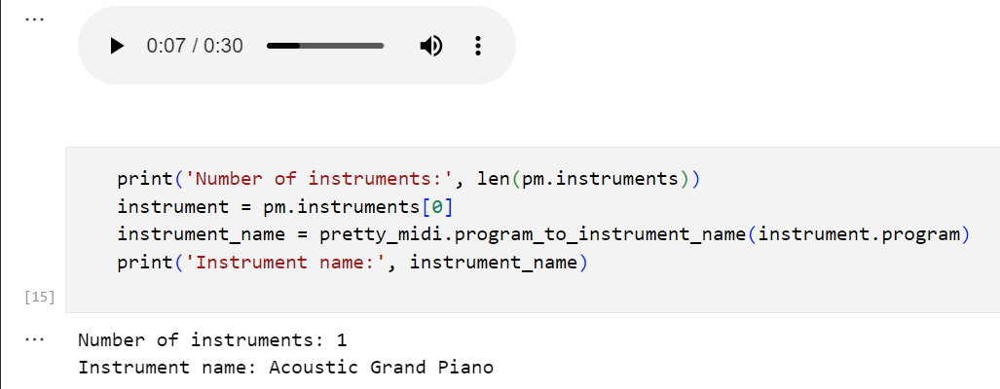 0:07 / 0:30
print('Number of instruments:', len(pm.instruments))
instrument = pm.instruments[0]
instrument_name = pretty_midi.program_to_instrument_name(instrument.program)
print('Instrument name:', instrument_name)
[15]
Number of instruments: 1
Instrument name: Acoustic Grand Piano